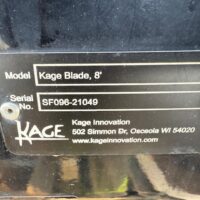 Model Kage Blade, 8'
Serial No. SF096-21049
KAGE
Kage Innovation
502 Simmon Dr, Osceola WI 54020
www.kageinnovation.com